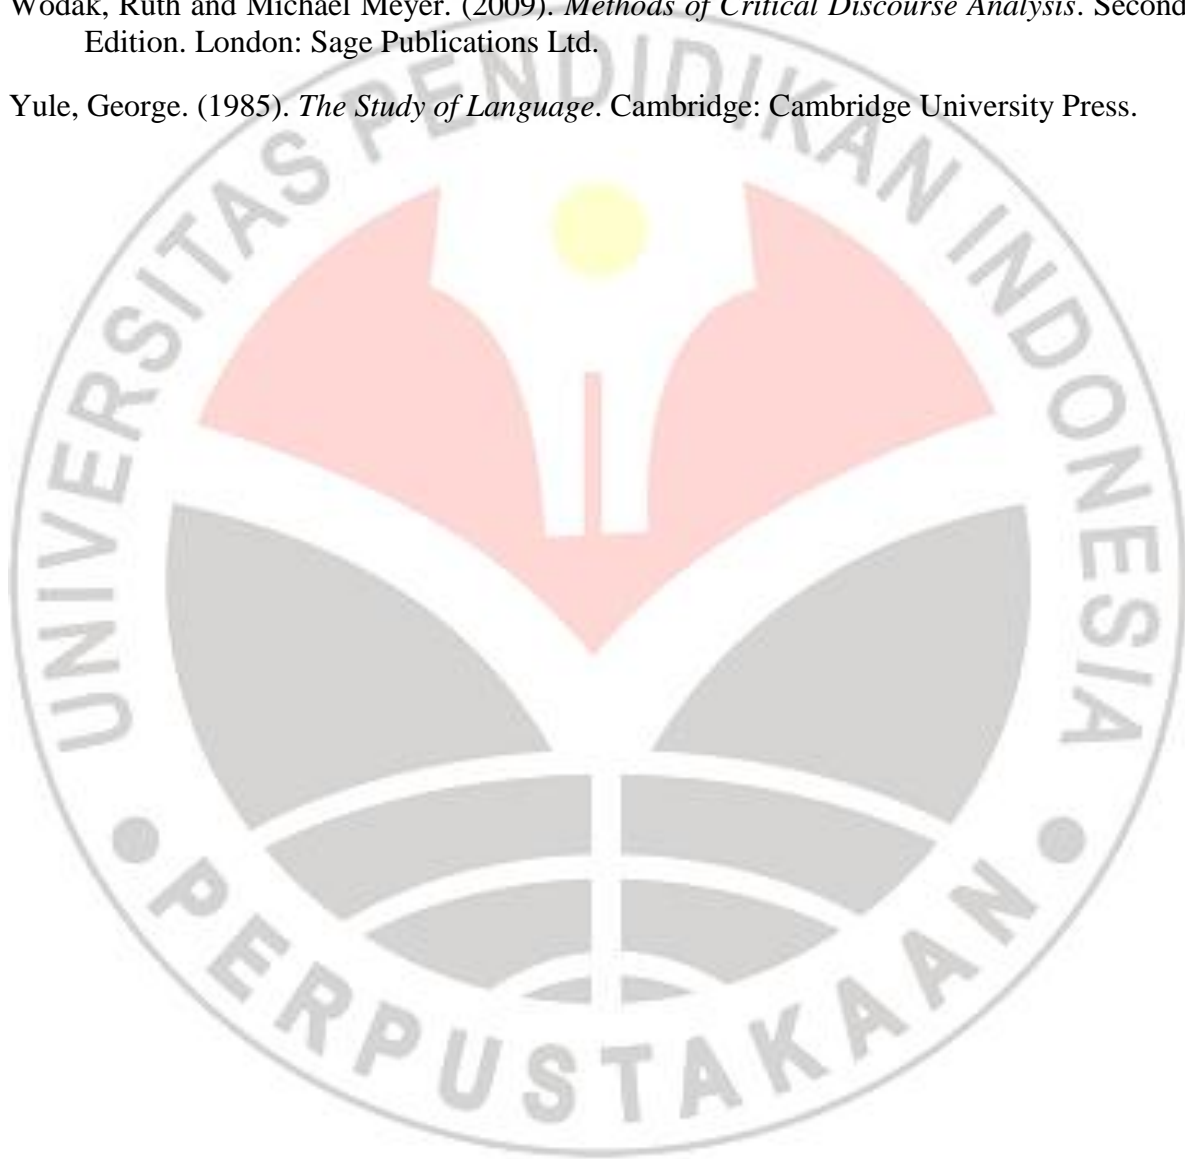 Wodak, Ruth and Michael Meyer. (2009). Methods of Critical Discourse Analysis. Second
Edition. London: Sage Publications Ltd.
Yule, George. (1985). The Study of Language. Cambridge: Cambridge University Press.
UNIVERSITAS PENDIDIKAN INDONESIA
PERPUSTAKAAN